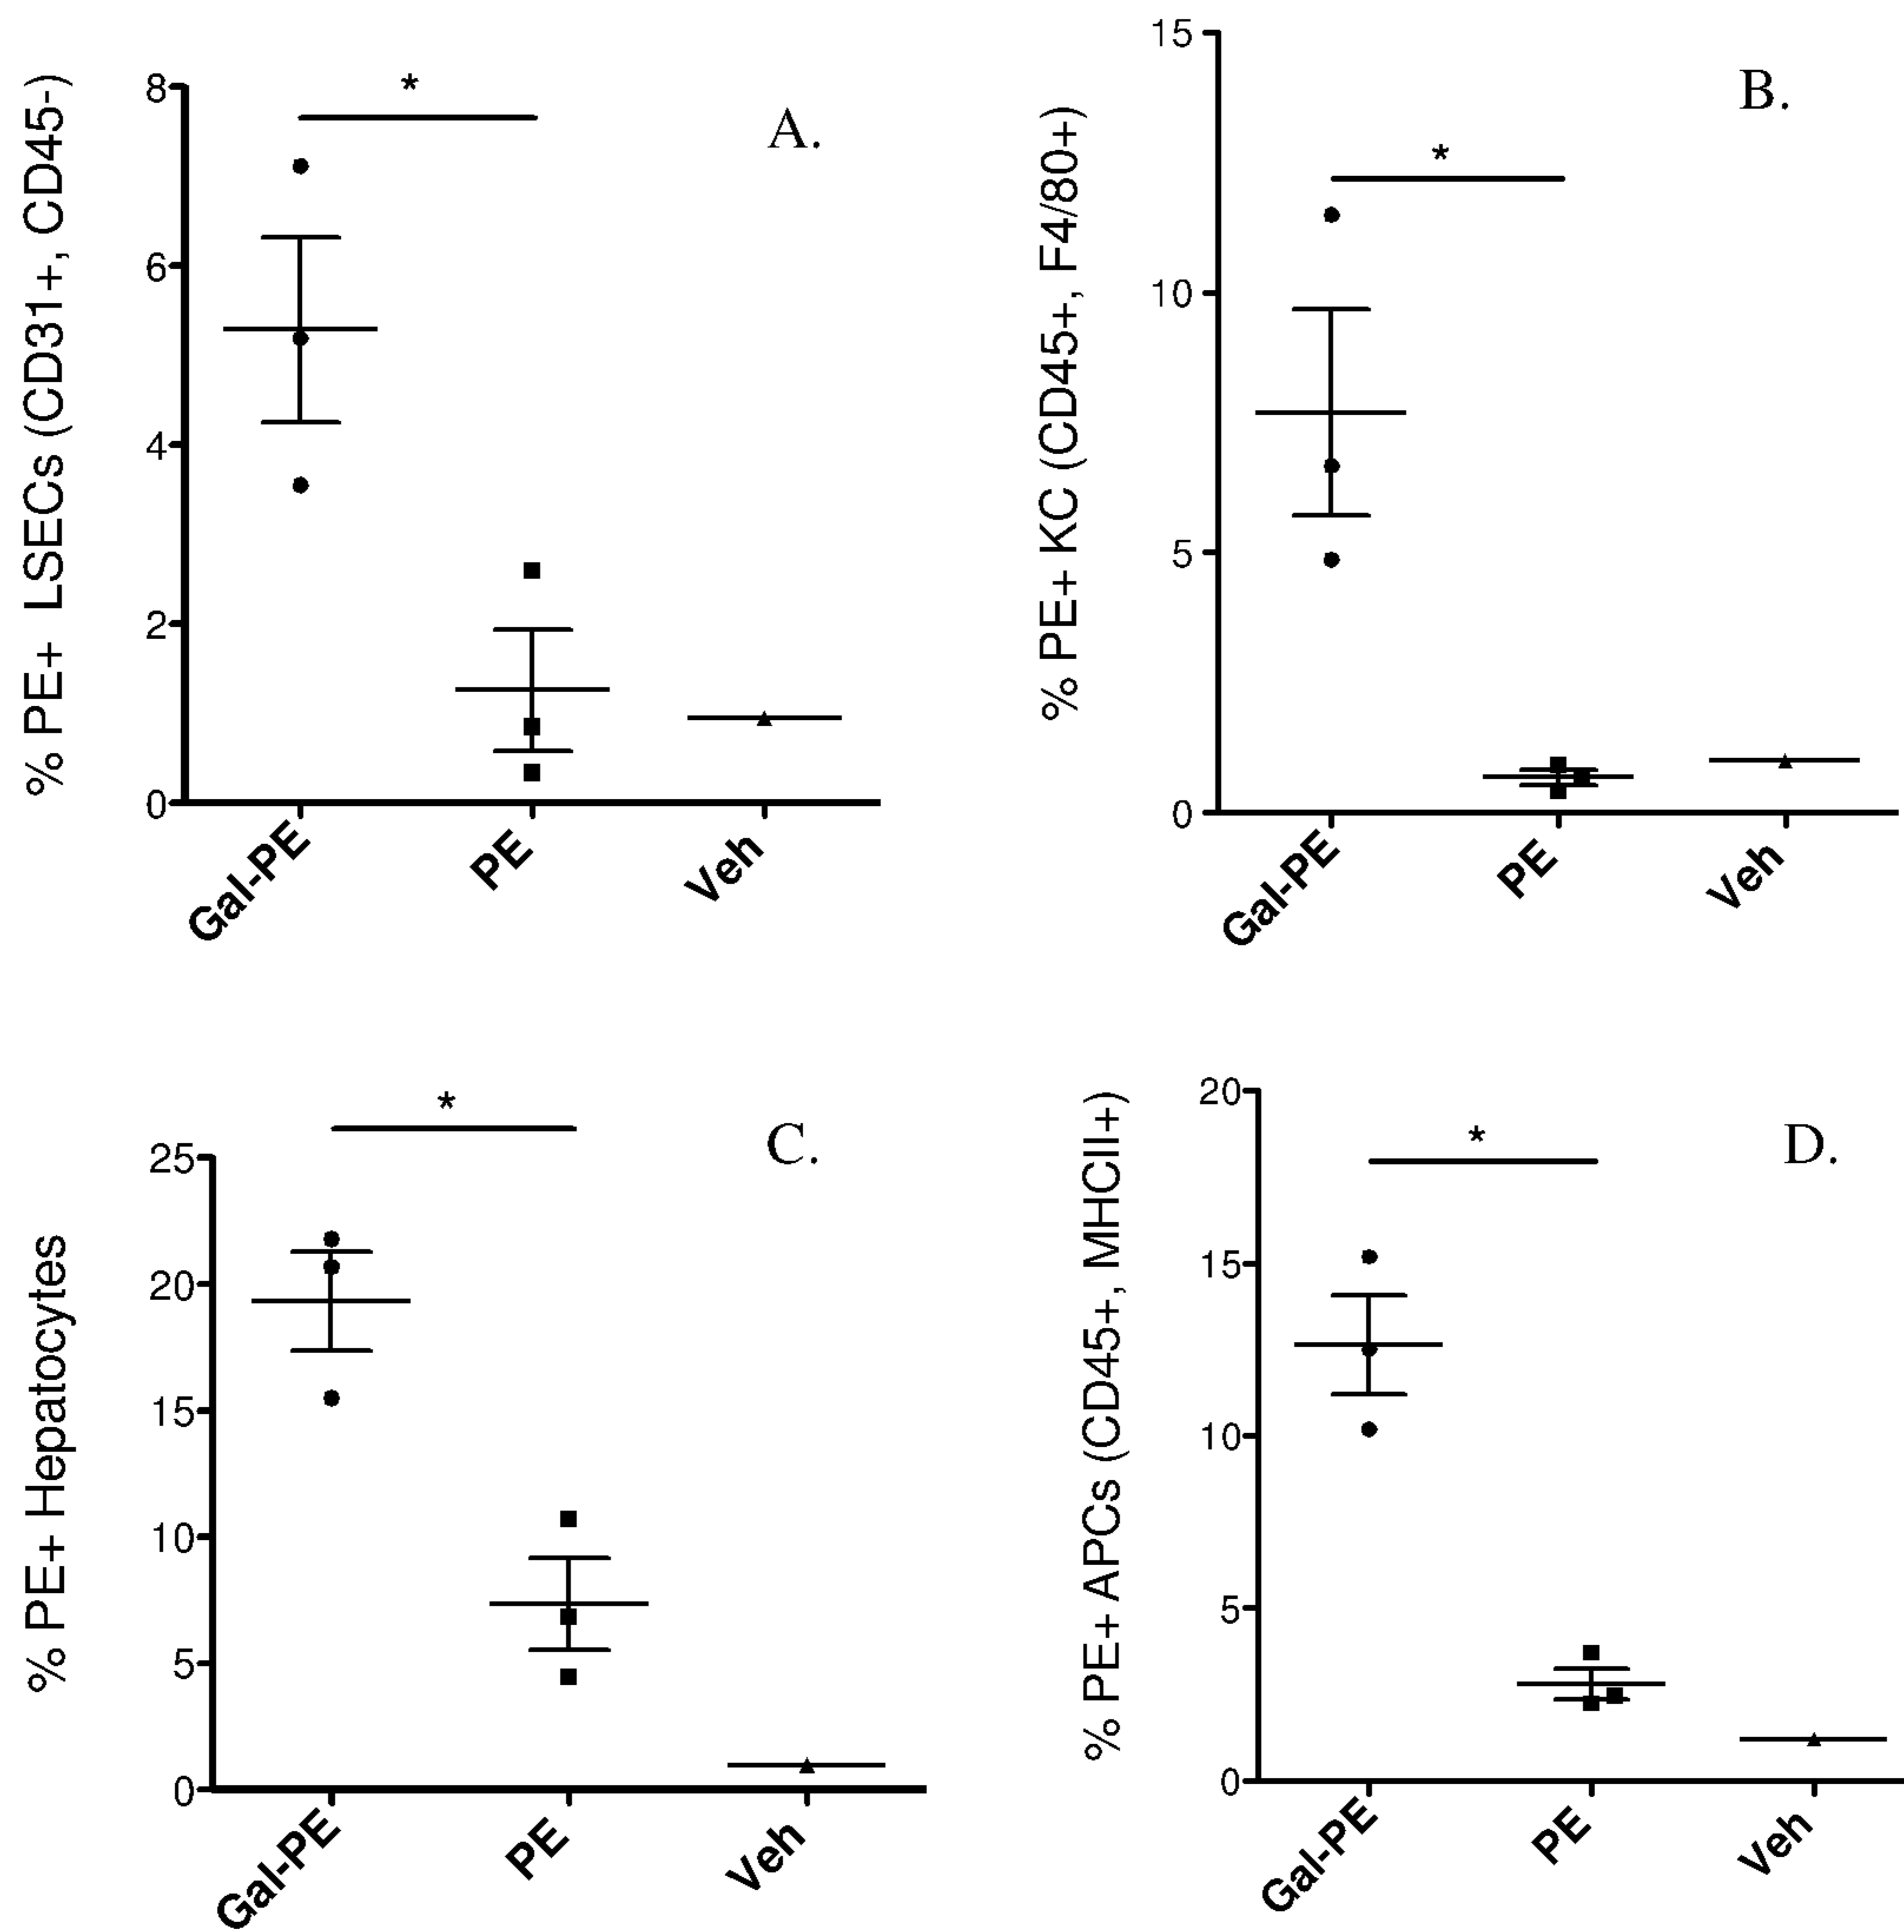 A.
*
% PE+ LSECs (CD31+, CD45-)
8
6
4
2
0
Gal-PE
PE
Veh
B.
*
% PE+ KC (CD45+, F4/80+)
15
10
5
0
Gal-PE
PE
Veh
C.
*
% PE+ Hepatocytes
25
20
15
10
5
0
Gal-PE
PE
Veh
D.
*
% PE+ APCs (CD45+, MHCII+)
20
15
10
5
0
Gal-PE
PE
Veh